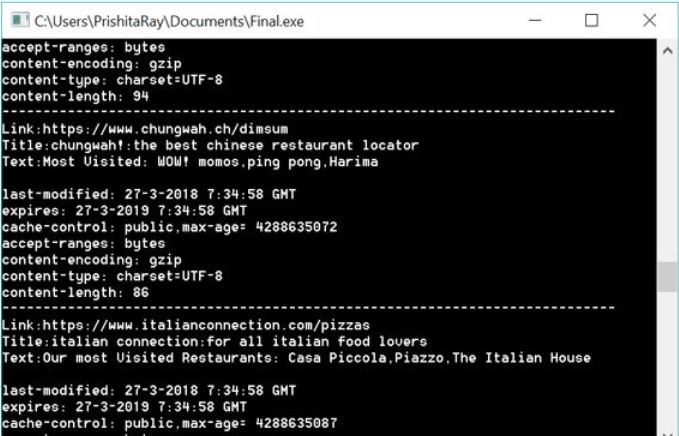 C:\Users\PrishitaRay\Documents\Final.exe
accept-ranges: bytes
content-encoding: gzip
content-type: charset=UTF-8
content-length: 94
--------------------------------------------------------------------------------
Link:https://www.chungwah.ch/dimsum
Title:chungwah!:the best chinese restaurant locator
Text:Most Visited: WOW! momos,ping pong,Harima
last-modified: 27-3-2018 7:34:58 GMT
expires: 27-3-2019 7:34:58 GMT
cache-control: public,max-age= 4288635072
accept-ranges: bytes
content-encoding: gzip
content-type: charset=UTF-8
content-length: 86
--------------------------------------------------------------------------------
Link:https://www.italianconnection.com/pizzas
Title:italian connection:for all italian food lovers
Text:Our most Visited Restaurants: Casa Piccola,Piazzo,The Italian House
last-modified: 27-3-2018 7:34:58 GMT
expires: 27-3-2019 7:34:58 GMT
cache-control: public,max-age= 4288635087